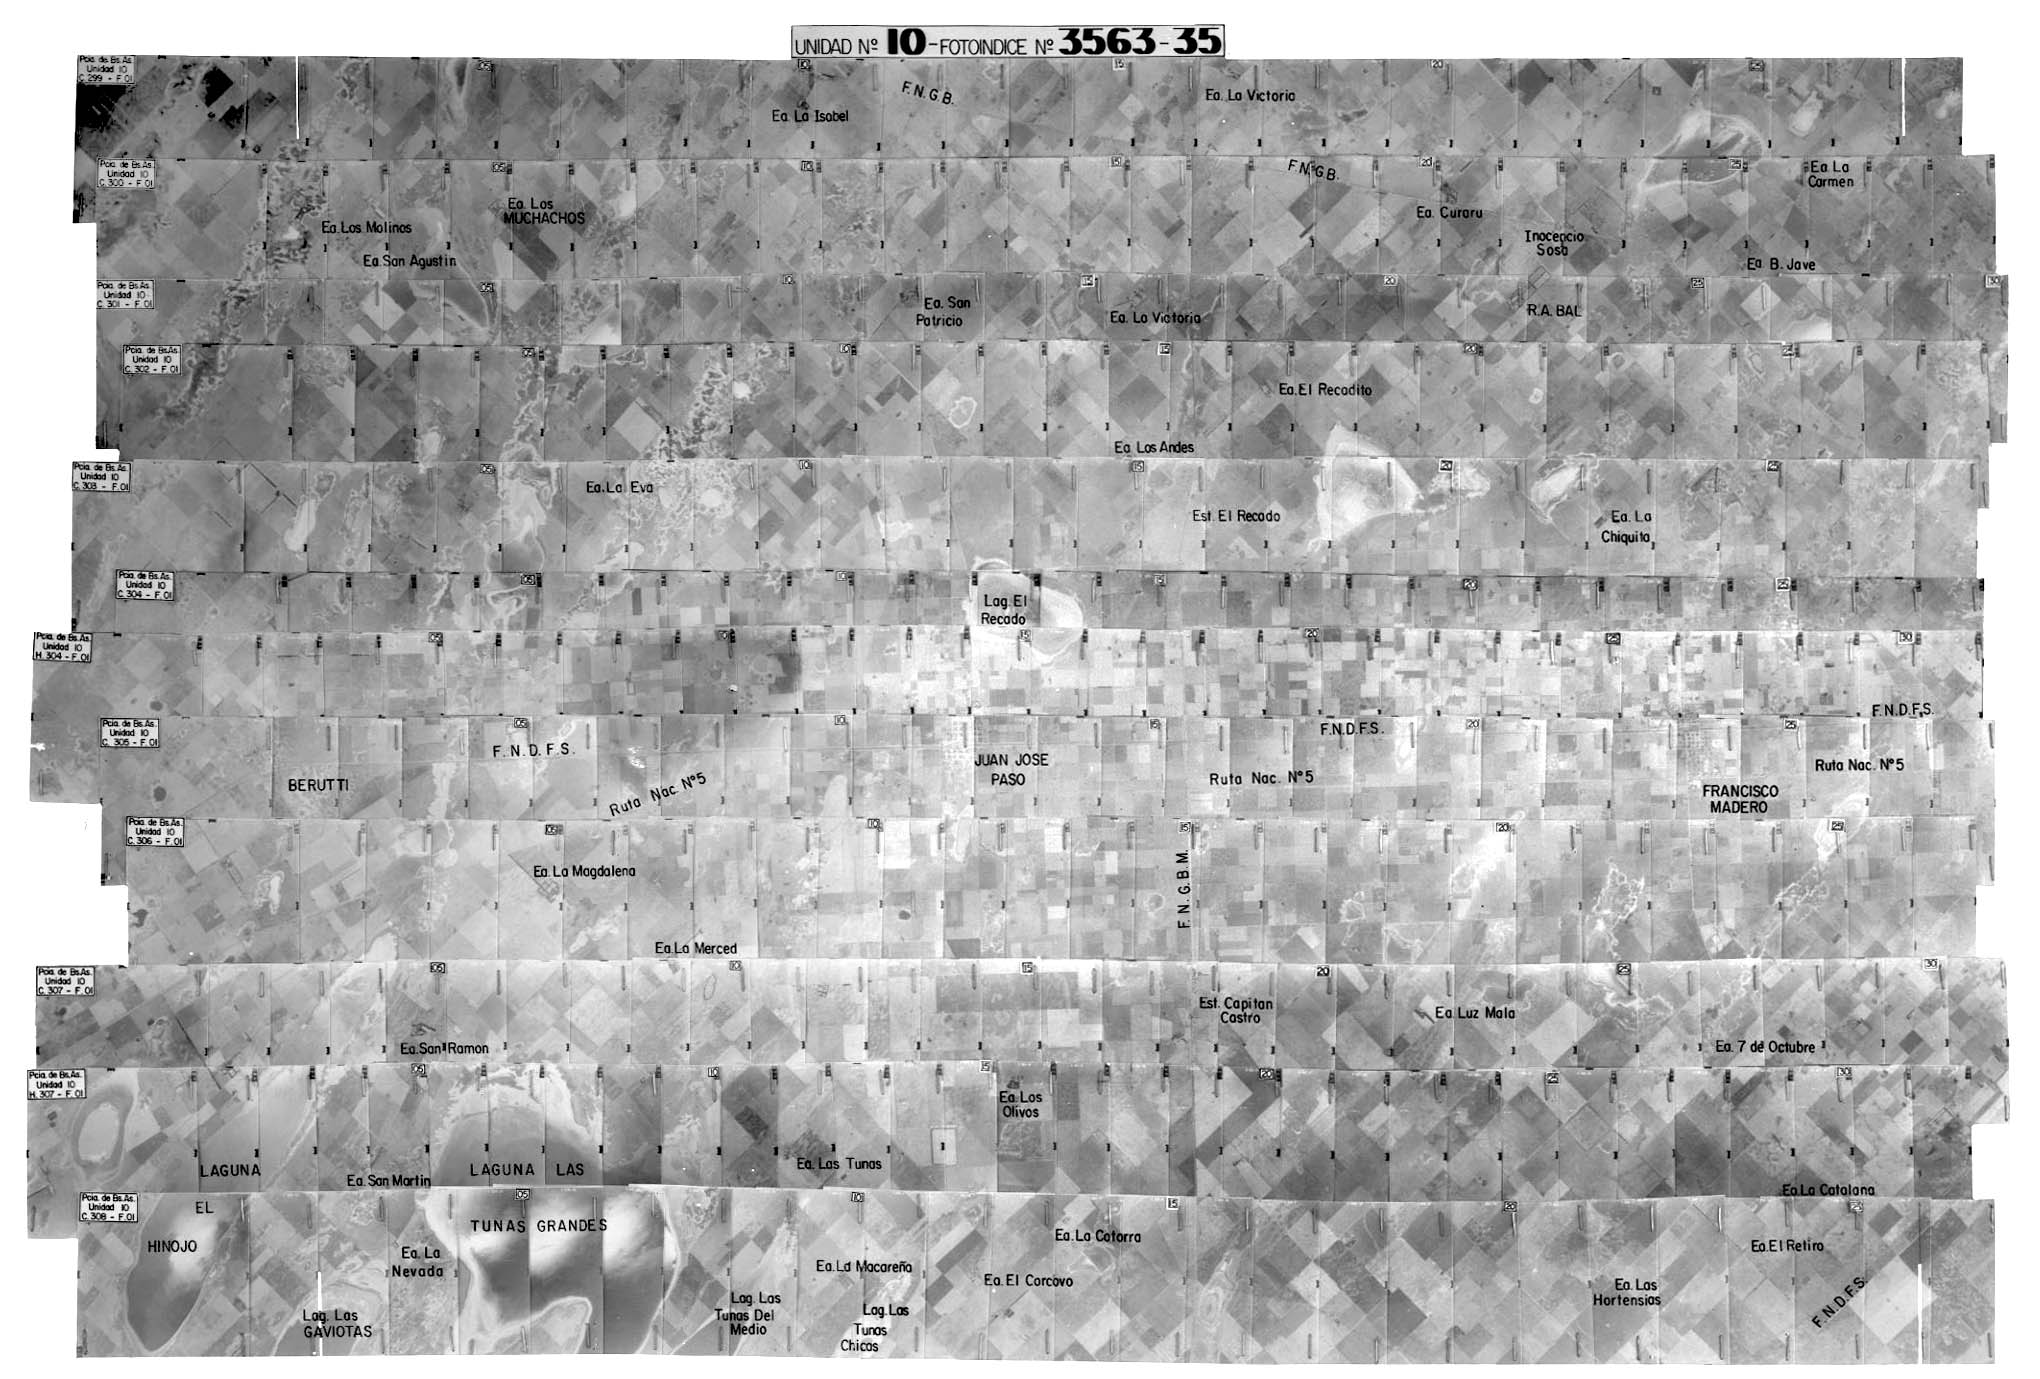 UNIDAD Nº 10-FOTOINDICE Nº 3563-35
Pcia. de Bs.As.
Unidad 10
C.299 - F.01
05
10
15
20
25
F.N.G.B.
Ea. La Victoria
Ea. La Isabel
Pcia. de Bs.As.
Unidad 10
C.300 - F.01
05
10
15
20
25
F.N.G.B.
Ea. La
Carmen
Ea. Los
MUCHACHOS
Ea. Curaru
Ea. Los Molinos
Inocencio
Sosa
Ea. San Agustin
Ea. B. Jave
Pcia. de Bs.As.
Unidad 10
C.301 - F.01
05
10
15
20
25
30
Ea. San
Patricio
Ea. La Victoria
R.A. BAL
Pcia. de Bs.As.
Unidad 10
C.302 - F.01
05
10
15
20
25
Ea. El Recadito
Ea. Los Andes
Pcia. de Bs.As.
Unidad 10
C.303 - F.01
05
10
15
20
25
Ea. La Eva
Est. El Recado
Ea. La
Chiquita
Pcia. de Bs.As.
Unidad 10
C.304 - F.01
05
10
15
20
25
Lag. El
Recado
Pcia. de Bs.As.
Unidad 10
H.304 - F.01
05
10
15
20
25
30
F.N.D.F.S.
Pcia. de Bs.As.
Unidad 10
C.305 - F.01
05
10
15
20
25
F.N.D.F.S.
F.N.D.F.S.
BERUTTI
Ruta Nac. Nº5
JUAN JOSE
PASO
Ruta Nac. Nº5
FRANCISCO
MADERO
Ruta Nac. Nº5
Pcia. de Bs.As.
Unidad 10
C.306 - F.01
05
10
15
20
25
Ea. La Magdalena
F.N.G.B.M.
Ea. La Merced
Pcia. de Bs.As.
Unidad 10
C.307 - F.01
05
10
15
20
25
30
Est. Capitan
Castro
Ea. Luz Mala
Ea. San Ramon
Ea. 7 de Octubre
Pcia. de Bs.As.
Unidad 10
H.307 - F.01
05
10
15
20
25
30
Ea. Los
Olivos
LAGUNA
Ea. San Martin
LAGUNA LAS
Ea. Las Tunas
Ea. La Catalana
Pcia. de Bs.As.
Unidad 10
C.308 - F.01
05
10
15
20
25
EL
HINOJO
TUNAS GRANDES
Ea. La
Nevada
Ea. La Cotorra
Ea. La Macareña
Ea. El Corcovo
Ea. El Retiro
Ea. Las
Hortensias
F.N.D.F.S.
Lag. Las
GAVIOTAS
Lag. Las
Tunas Del
Medio
Lag. Las
Tunas
Chicas